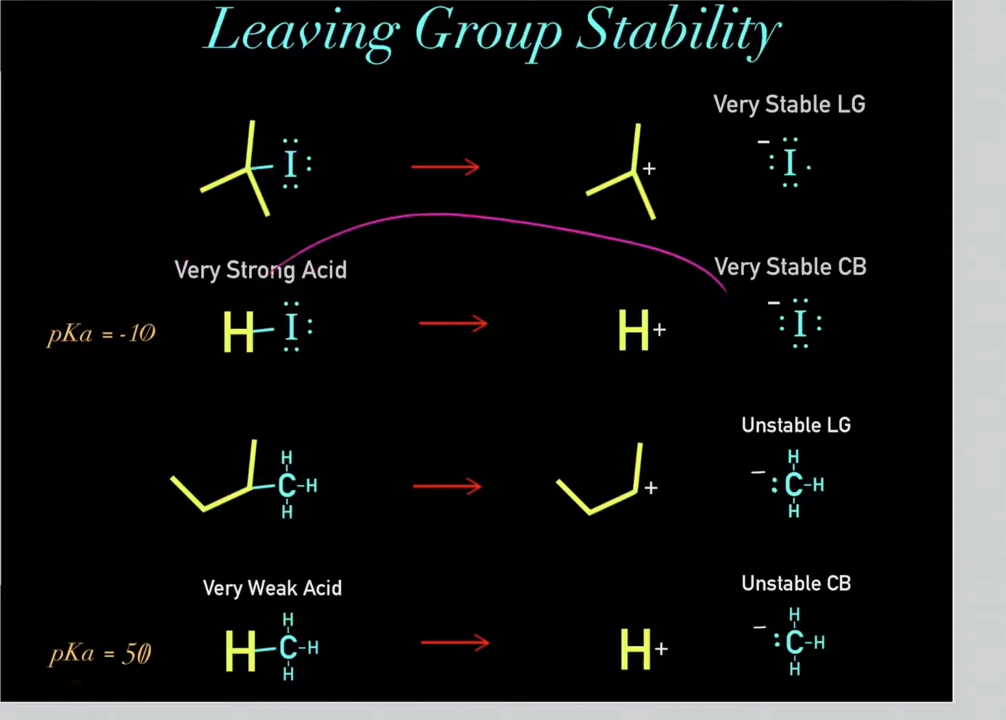 Leaving Group Stability
Very Stable LG
I
+
− I
Very Strong Acid
Very Stable CB
pKa = -10
H I
H+
− I
Unstable LG
H
C-H
H
+
H
− :C-H
H
Very Weak Acid
Unstable CB
pKa = 50
H
H-C-H
H
H+
H
− :C-H
H